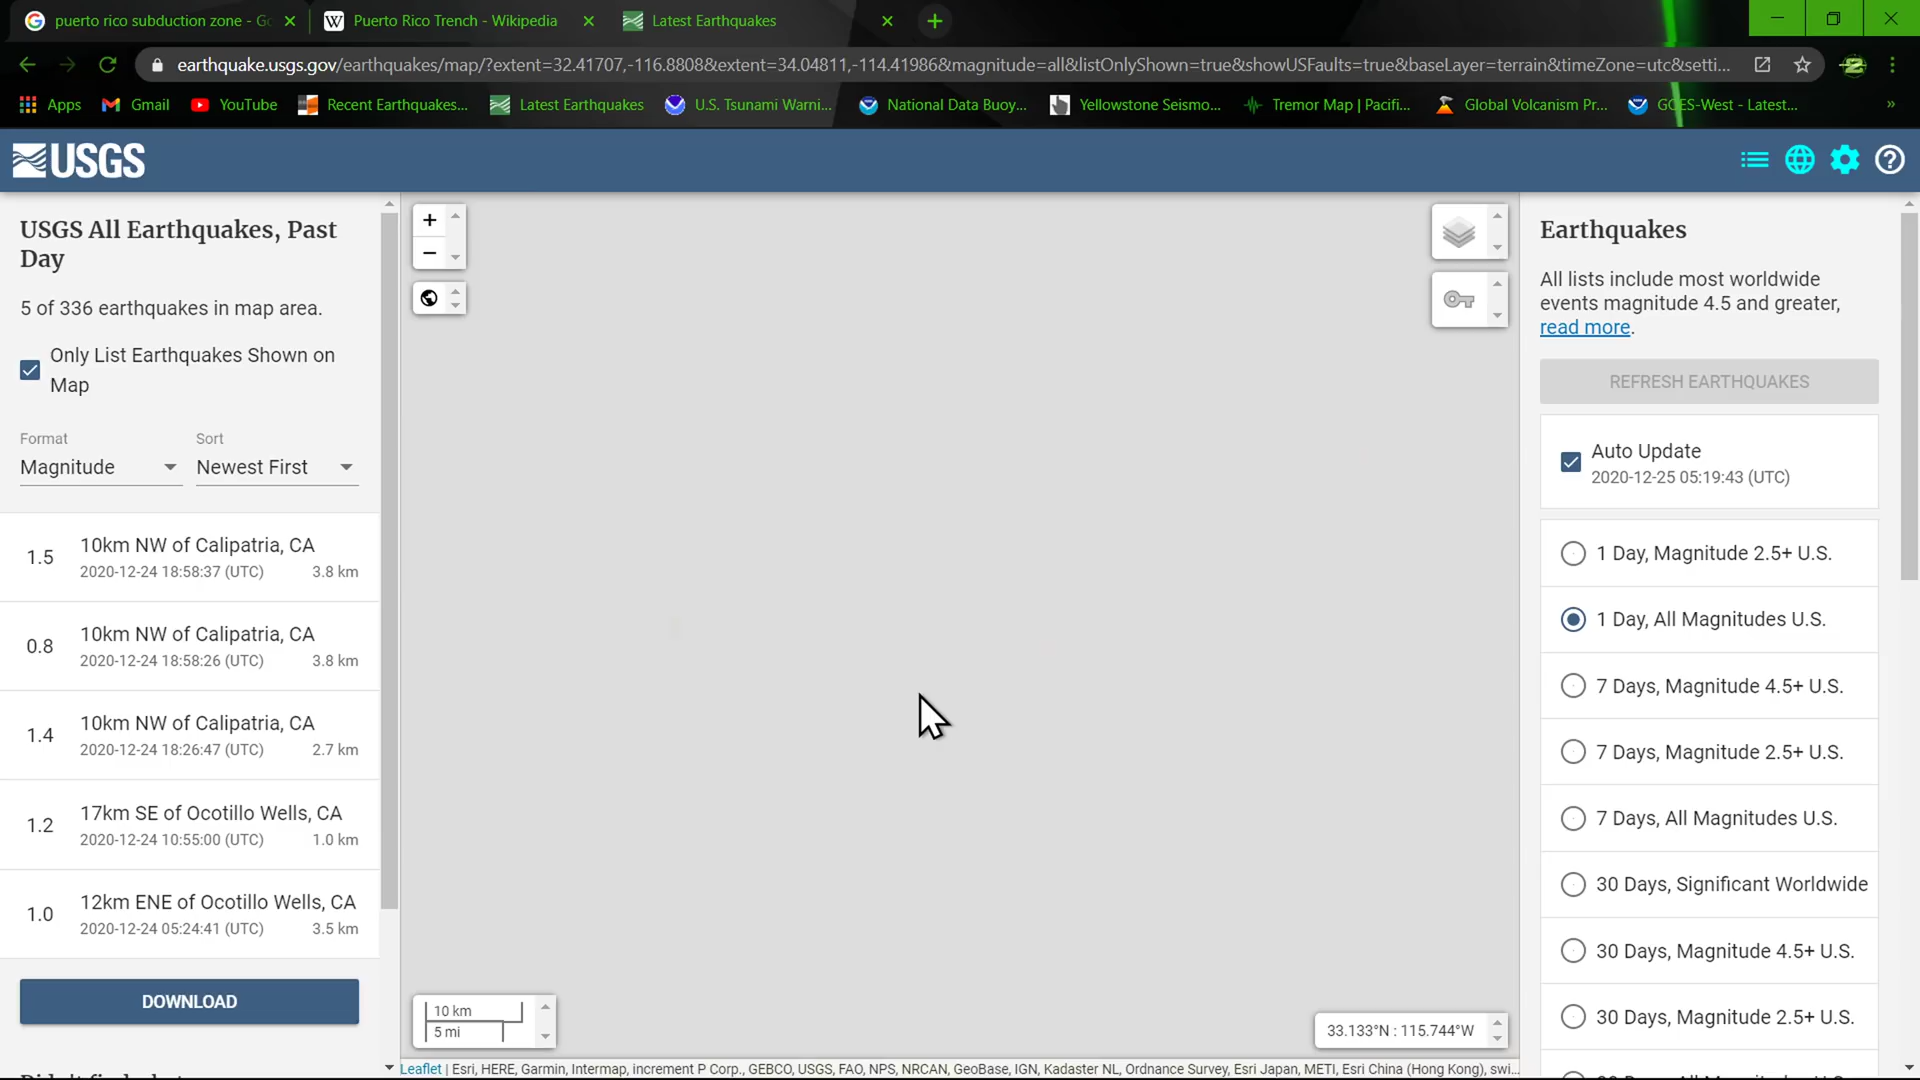 puerto rico subduction zone - Go
Puerto Rico Trench - Wikipedia
Latest Earthquakes
earthquake.usgs.gov/earthquakes/map/?extent=32.41707,-116.8808&extent=34.04811,-114.41986&magnitude=all&listOnlyShown=true&showUSFaults=true&baseLayer=terrain&timeZone=utc&setti...
Apps
Gmail
YouTube
Recent Earthquakes...
Latest Earthquakes
U.S. Tsunami Warni...
National Data Buoy...
Yellowstone Seismo...
Tremor Map | Pacifi...
Global Volcanism Pr...
GOES-West - Latest...
»
USGS
USGS All Earthquakes, Past
Day
5 of 336 earthquakes in map area.
Only List Earthquakes Shown on
Map
Format
Sort
Magnitude
Newest First
1.5
10km NW of Calipatria, CA
2020-12-24 18:58:37 (UTC)
3.8 km
0.8
10km NW of Calipatria, CA
2020-12-24 18:58:26 (UTC)
3.8 km
1.4
10km NW of Calipatria, CA
2020-12-24 18:26:47 (UTC)
2.7 km
1.2
17km SE of Ocotillo Wells, CA
2020-12-24 10:55:00 (UTC)
1.0 km
1.0
12km ENE of Ocotillo Wells, CA
2020-12-24 05:24:41 (UTC)
3.5 km
DOWNLOAD
+
−
10 km
5 mi
33.133°N : 115.744°W
Leaflet | Esri, HERE, Garmin, Intermap, increment P Corp., GEBCO, USGS, FAO, NPS, NRCAN, GeoBase, IGN, Kadaster NL, Ordnance Survey, Esri Japan, METI, Esri China (Hong Kong), swi...
Earthquakes
All lists include most worldwide
events magnitude 4.5 and greater,
read more.
REFRESH EARTHQUAKES
Auto Update
2020-12-25 05:19:43 (UTC)
1 Day, Magnitude 2.5+ U.S.
1 Day, All Magnitudes U.S.
7 Days, Magnitude 4.5+ U.S.
7 Days, Magnitude 2.5+ U.S.
7 Days, All Magnitudes U.S.
30 Days, Significant Worldwide
30 Days, Magnitude 4.5+ U.S.
30 Days, Magnitude 2.5+ U.S.